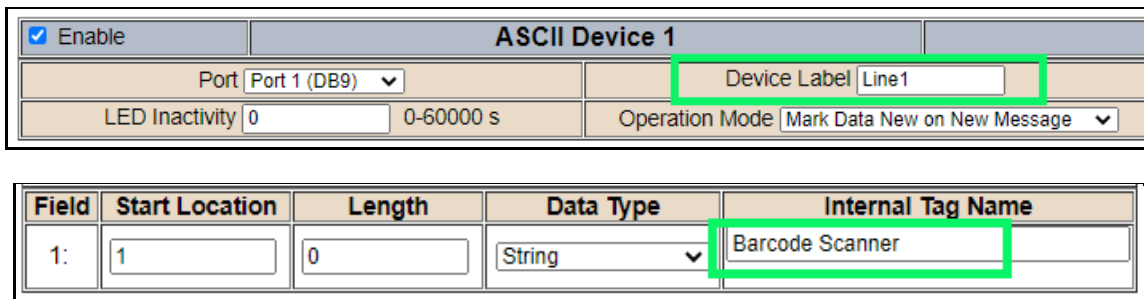 Enable ASCII Device 1
Port Port 1 (DB9) Device Label Line1
LED Inactivity 0 0-60000 s Operation Mode Mark Data New on New Message
Field Start Location Length Data Type Internal Tag Name
1: 1 0 String Barcode Scanner